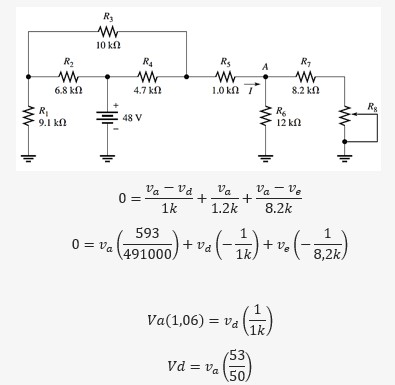 R3
10 kΩ
R2 R4 R5 A R7
6.8 kΩ 4.7 kΩ 1.0 kΩ I 8.2 kΩ
R1
9.1 kΩ
+
48 V
−
R6
12 kΩ
R8
0 = (va − vd)/1k + va/1.2k + (va − ve)/8.2k
0 = va (593/491000) + vd (−1/1k) + ve (−1/8,2k)
Va(1,06) = vd (1/1k)
Vd = va (53/50)